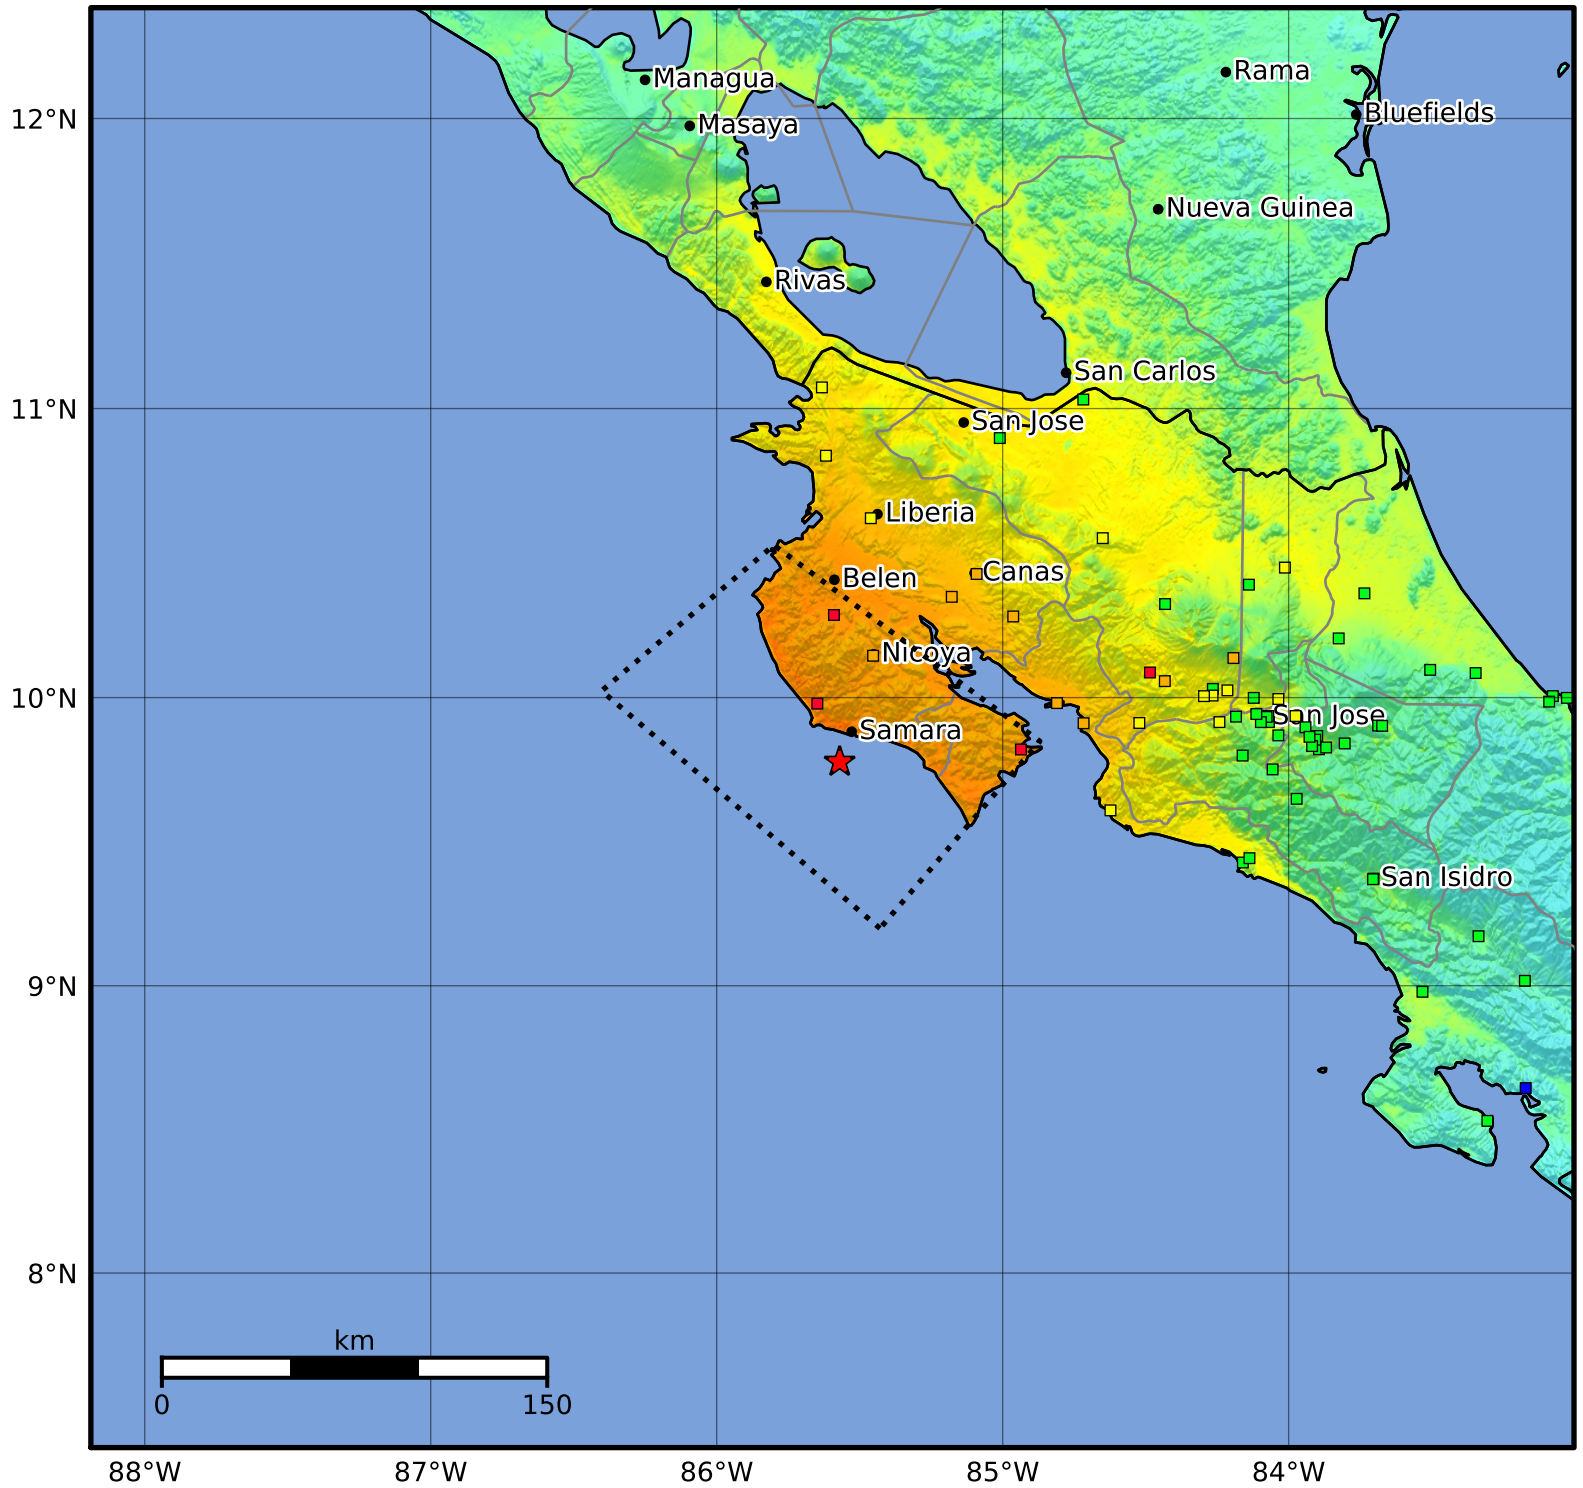 Managua
Rama
Bluefields
12°N
Masaya
Nueva Guinea
Rivas
San Carlos
11°N
San Jose
Liberia
Canas
Belen
Nicoya
10°N
San Jose
Samara
San Isidro
9°N
8°N
km
0
150
88°W
87°W
86°W
85°W
84°W